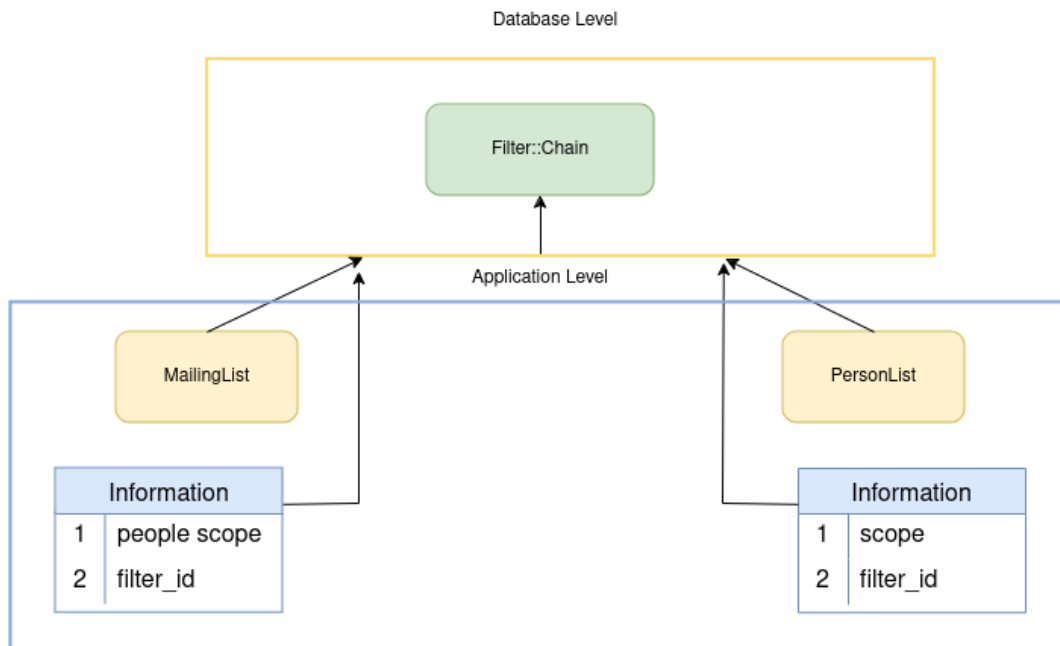 Database Level
Filter::Chain
Application Level
MailingList
PersonList
Information
1 people scope
2 filter_id
Information
1 scope
2 filter_id